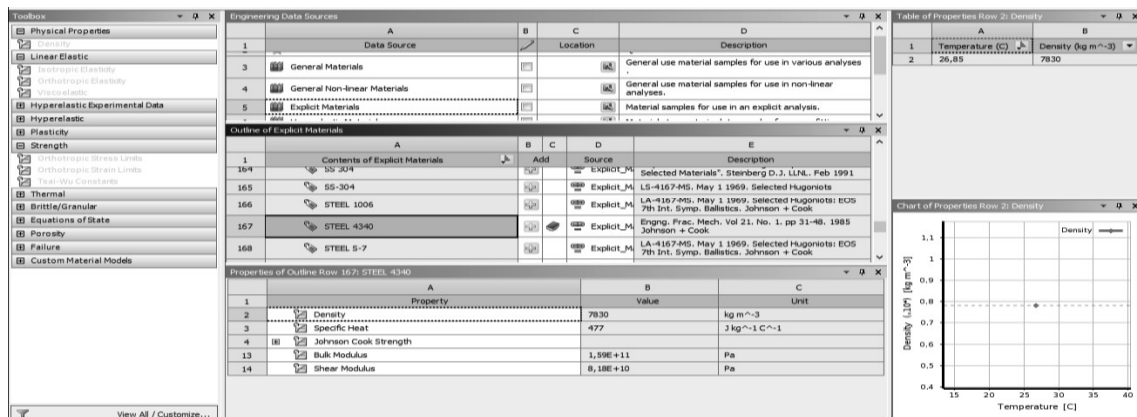 Toolbox
Physical Properties
Density
Linear Elastic
Isotropic Elasticity
Orthotropic Elasticity
Viscoelastic
Hyperelastic Experimental Data
Hyperelastic
Plasticity
Strength
Orthotropic Stress Limits
Orthotropic Strain Limits
Tsai-Wu Constants
Thermal
Brittle/Granular
Equations of State
Porosity
Failure
Custom Material Models
View All / Customize...
Engineering Data Sources
A B C D
1 Data Source Location Description
3 General Materials General use material samples for use in various analyses
.
4 General Non-linear Materials General use material samples for use in non-linear
analyses.
5 Explicit Materials Material samples for use in an explicit analysis.
Outline of Explicit Materials
A B C D E
1 Contents of Explicit Materials Add Source Description
164 SS 304 Explicit_M Selected Materials". Steinberg D.J. LLNL. Feb 1991
165 SS-304 Explicit_M LS-4167-MS. May 1 1969. Selected Hugoniots
166 STEEL 1006 Explicit_M LA-4167-MS. May 1 1969. Selected Hugoniots: EOS
7th Int. Symp. Ballistics. Johnson + Cook
167 STEEL 4340 Explicit_M Engng. Frac. Mech. Vol 21. No. 1. pp 31-48. 1985
Johnson + Cook
168 STEEL S-7 Explicit_M LA-4167-MS. May 1 1969. Selected Hugoniots: EOS
7th Int. Symp. Ballistics. Johnson + Cook
Properties of Outline Row 167: STEEL 4340
A B C
1 Property Value Unit
2 Density 7830 kg m^-3
3 Specific Heat 477 J kg^-1 C^-1
4 Johnson Cook Strength
13 Bulk Modulus 1,59E+11 Pa
14 Shear Modulus 8,18E+10 Pa
Table of Properties Row 2: Density
A B
1 Temperature (C) Density (kg m^-3)
2 26,85 7830
Chart of Properties Row 2: Density
Density
1,1
1
0,9
0,8
0,7
0,6
0,5
0,4
Density (.10⁴) [kg m^-3]
15 20 25 30 35 40
Temperature [C]